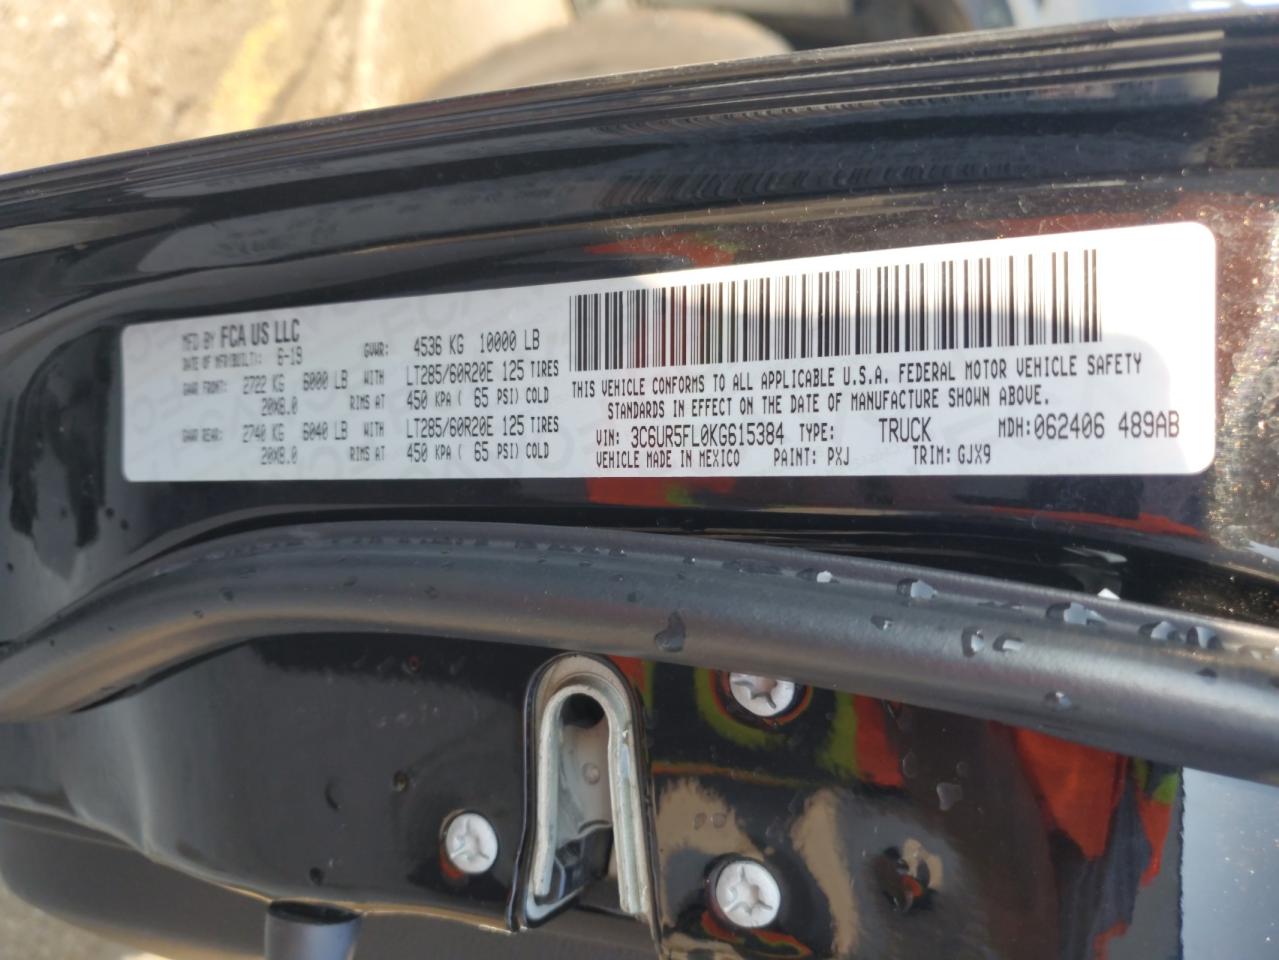 MFD BY FCA US LLC
DATE OF MFR(BUILT): 6-19 GVWR: 4536 KG 10000 LB
GAWR FRONT: 2722 KG 6000 LB WITH LT285/60R20E 125 TIRES
20X8.0 RIMS AT 450 KPA ( 65 PSI) COLD
GAWR REAR: 2740 KG 6040 LB WITH LT285/60R20E 125 TIRES
20X8.0 RIMS AT 450 KPA ( 65 PSI) COLD
THIS VEHICLE CONFORMS TO ALL APPLICABLE U.S.A. FEDERAL MOTOR VEHICLE SAFETY
STANDARDS IN EFFECT ON THE DATE OF MANUFACTURE SHOWN ABOVE.
VIN: 3C6UR5FL0KG615384 TYPE: TRUCK MDH:062406 489AB
VEHICLE MADE IN MEXICO PAINT: PXJ TRIM: GJX9